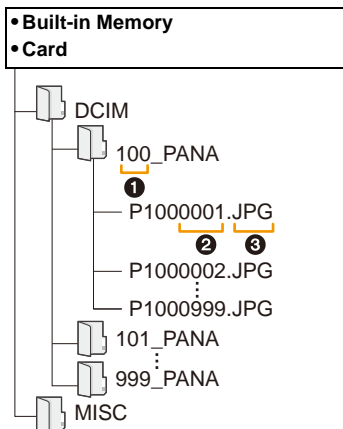 •Built-in Memory
•Card
DCIM
100_PANA
❶
P1000001.JPG
❷ ❸
P1000002.JPG
P1000999.JPG
101_PANA
999_PANA
MISC